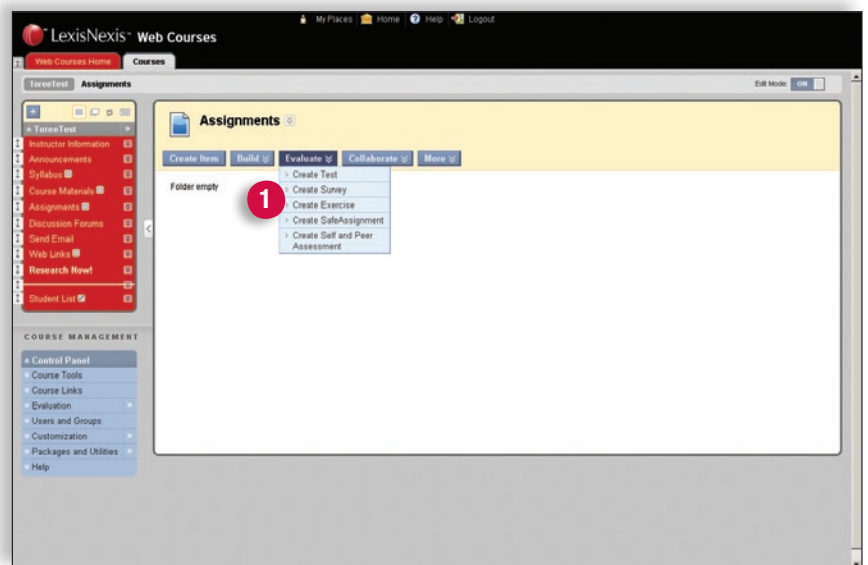 My Places Home Help Logout
LexisNexis™ Web Courses
Web Courses Home Courses
ToreeTest Assignments Edit Mode: ON
Assignments
Create Item Build Evaluate Collaborate More
Folder empty
1
Create Test
Create Survey
Create Exercise
Create SafeAssignment
Create Self and Peer
Assessment
ToreeTest
Instructor Information
Announcements
Syllabus
Course Materials
Assignments
Discussion Forums
Send Email
Web Links
Research Now!
Student List
COURSE MANAGEMENT
Control Panel
Course Tools
Course Links
Evaluation
Users and Groups
Customization
Packages and Utilities
Help